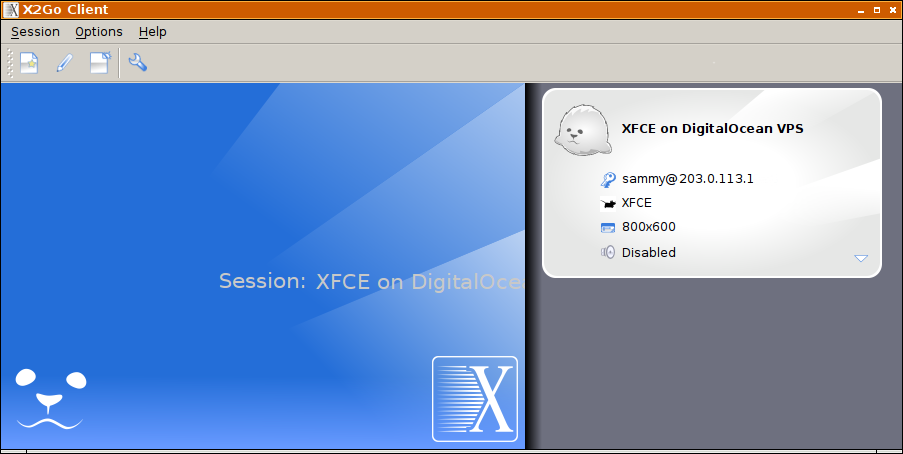 X2Go Client
Session Options Help
Session: XFCE on DigitalOce
XFCE on DigitalOcean VPS
sammy@203.0.113.1
XFCE
800x600
Disabled